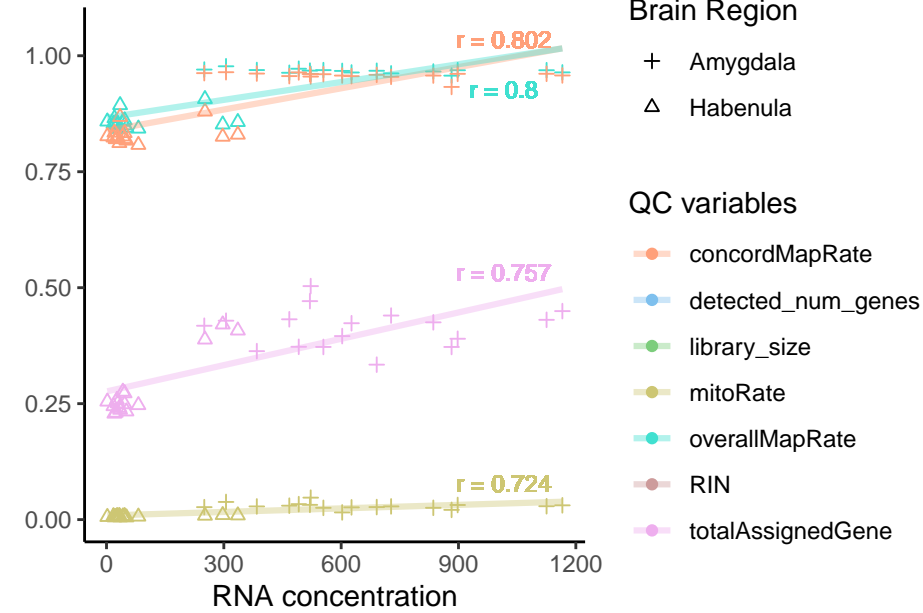 1.00
0.75
0.50
0.25
0.00
r = 0.802
r = 0.8
r = 0.757
r = 0.724
0
300
600
900
1200
RNA concentration
Brain Region
Amygdala
Habenula
QC variables
concordMapRate
detected_num_genes
library_size
mitoRate
overallMapRate
RIN
totalAssignedGene